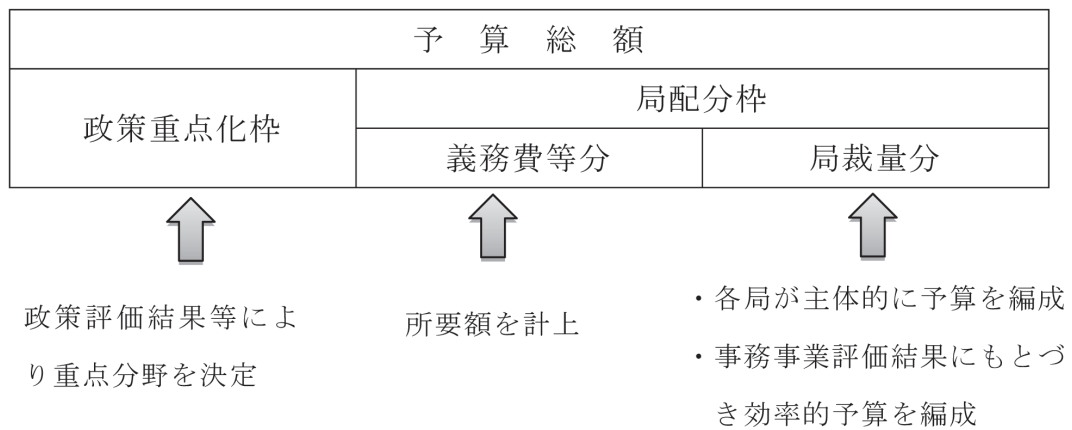 予 算 総 額
政策重点化枠
局配分枠
義務費等分
局裁量分
政策評価結果等によ
り重点分野を決定
所要額を計上
・各局が主体的に予算を編成
・事務事業評価結果にもとづ
き効率的予算を編成